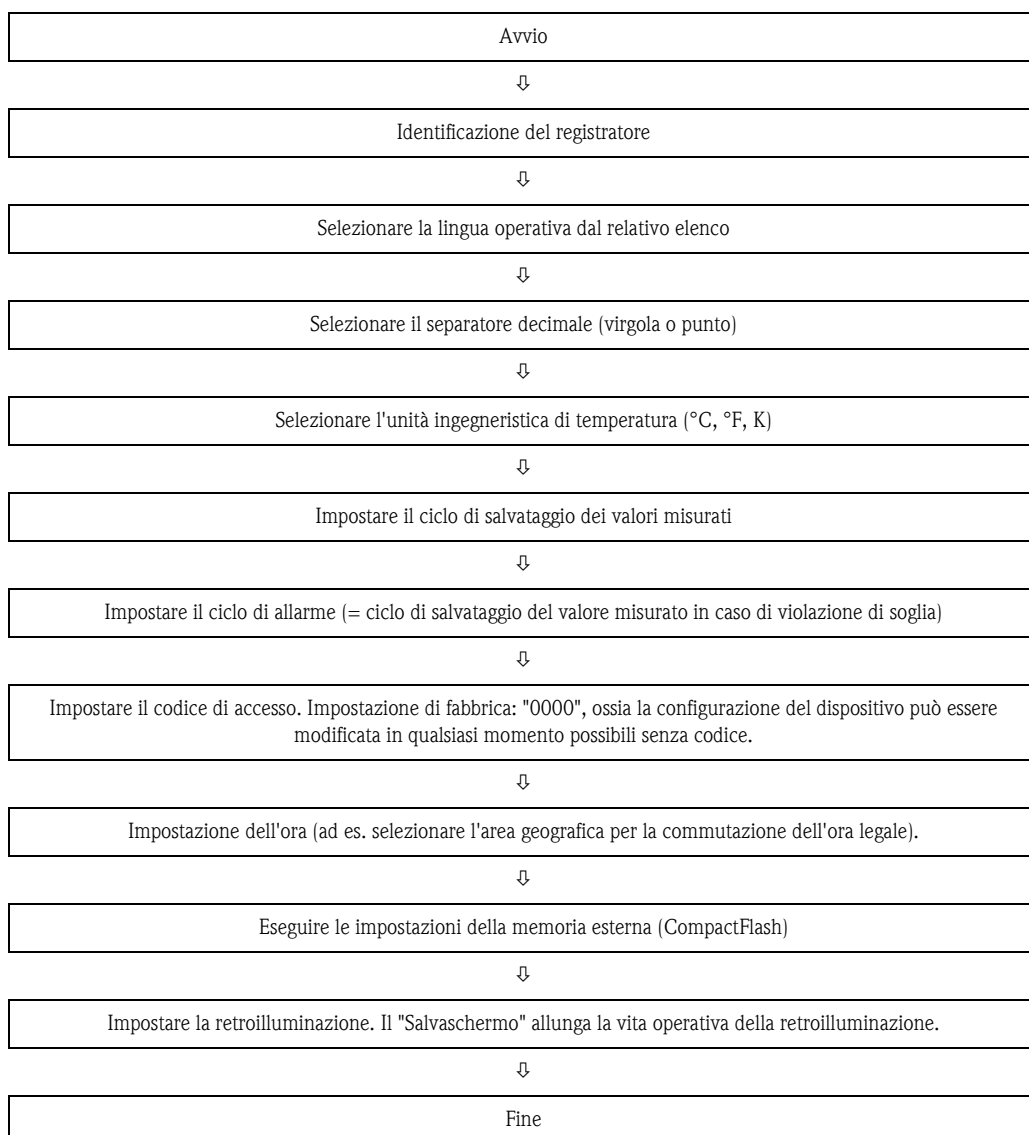 Avvio
⇩
Identificazione del registratore
⇩
Selezionare la lingua operativa dal relativo elenco
⇩
Selezionare il separatore decimale (virgola o punto)
⇩
Selezionare l'unità ingegneristica di temperatura (°C, °F, K)
⇩
Impostare il ciclo di salvataggio dei valori misurati
⇩
Impostare il ciclo di allarme (= ciclo di salvataggio del valore misurato in caso di violazione di soglia)
⇩
Impostare il codice di accesso. Impostazione di fabbrica: "0000", ossia la configurazione del dispositivo può essere
modificata in qualsiasi momento possibili senza codice.
⇩
Impostazione dell'ora (ad es. selezionare l'area geografica per la commutazione dell'ora legale).
⇩
Eseguire le impostazioni della memoria esterna (CompactFlash)
⇩
Impostare la retroilluminazione. Il "Salvaschermo" allunga la vita operativa della retroilluminazione.
⇩
Fine